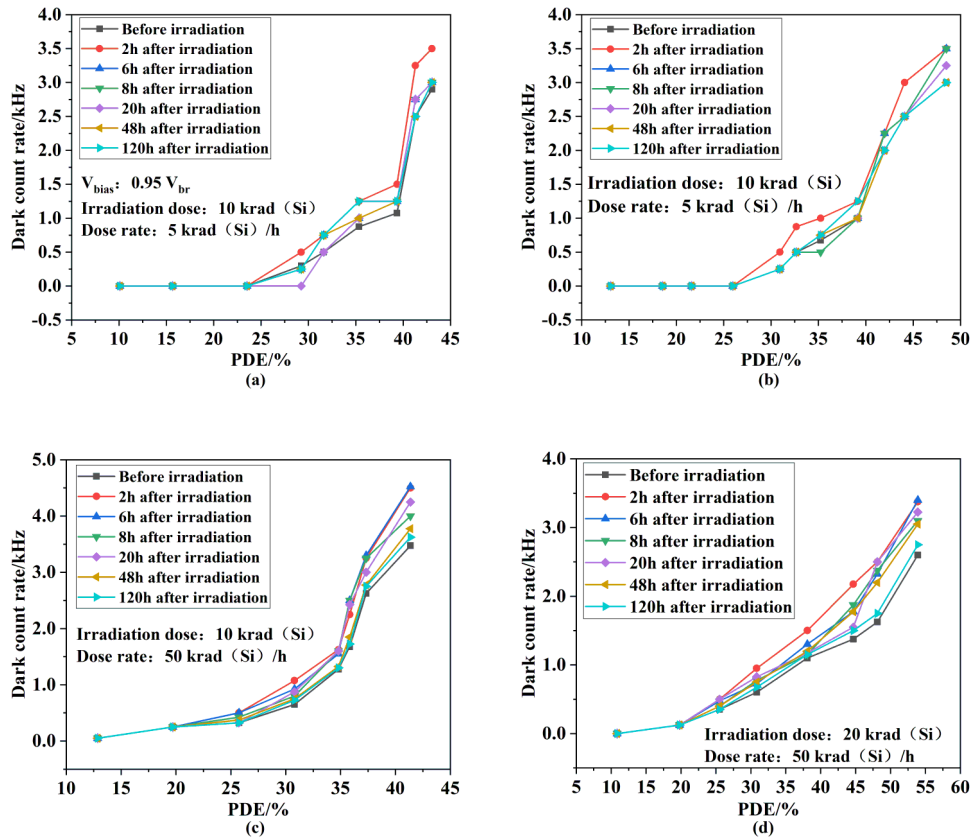 4.0
3.5
3.0
2.5
2.0
1.5
1.0
0.5
0.0
-0.5
Dark count rate/kHz
Before irradiation
2h after irradiation
6h after irradiation
8h after irradiation
20h after irradiation
48h after irradiation
120h after irradiation
Vbias: 0.95 Vbr
Irradiation dose: 10 krad (Si)
Dose rate: 5 krad (Si) /h
5 10 15 20 25 30 35 40 45
PDE/%
(a)
4.0
3.5
3.0
2.5
2.0
1.5
1.0
0.5
0.0
-0.5
Dark count rate/kHz
Before irradiation
2h after irradiation
6h after irradiation
8h after irradiation
20h after irradiation
48h after irradiation
120h after irradiation
Irradiation dose: 10 krad (Si)
Dose rate: 5 krad (Si) /h
10 15 20 25 30 35 40 45 50
PDE/%
(b)
5.0
4.0
3.0
2.0
1.0
0.0
Dark count rate/kHz
Before irradiation
2h after irradiation
6h after irradiation
8h after irradiation
20h after irradiation
48h after irradiation
120h after irradiation
Irradiation dose: 10 krad (Si)
Dose rate: 50 krad (Si) /h
10 15 20 25 30 35 40 45
PDE/%
(c)
4.0
3.0
2.0
1.0
0.0
Dark count rate/kHz
Before irradiation
2h after irradiation
6h after irradiation
8h after irradiation
20h after irradiation
48h after irradiation
120h after irradiation
Irradiation dose: 20 krad (Si)
Dose rate: 50 krad (Si) /h
5 10 15 20 25 30 35 40 45 50 55 60
PDE/%
(d)